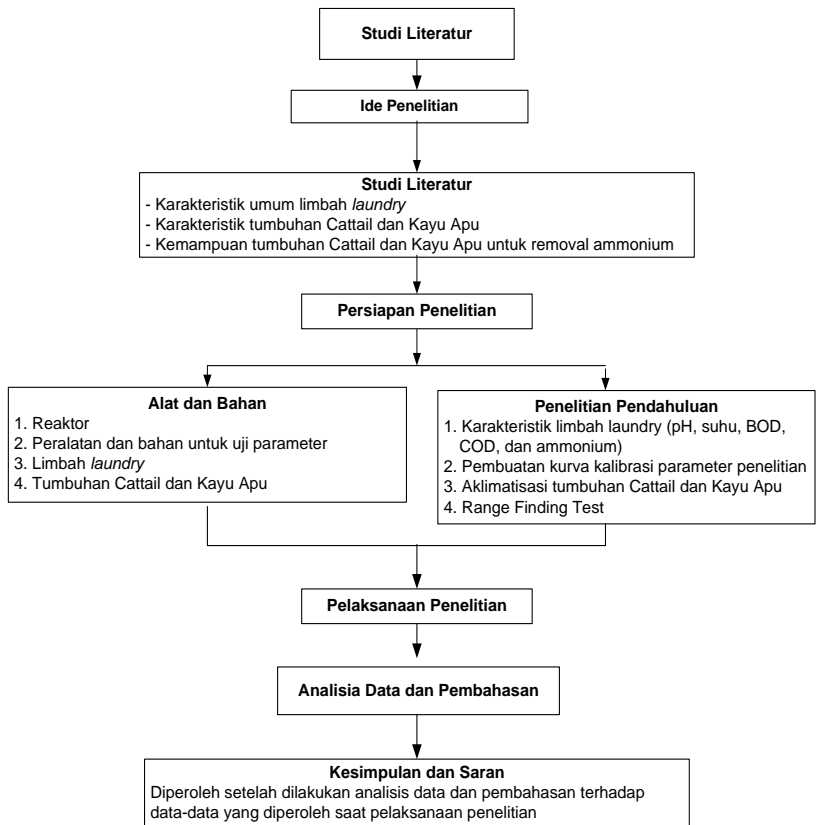 Studi Literatur
Ide Penelitian
Studi Literatur
- Karakteristik umum limbah laundry
- Karakteristik tumbuhan Cattail dan Kayu Apu
- Kemampuan tumbuhan Cattail dan Kayu Apu untuk removal ammonium
Persiapan Penelitian
Alat dan Bahan
1. Reaktor
2. Peralatan dan bahan untuk uji parameter
3. Limbah laundry
4. Tumbuhan Cattail dan Kayu Apu
Penelitian Pendahuluan
1. Karakteristik limbah laundry (pH, suhu, BOD,
COD, dan ammonium)
2. Pembuatan kurva kalibrasi parameter penelitian
3. Aklimatisasi tumbuhan Cattail dan Kayu Apu
4. Range Finding Test
Pelaksanaan Penelitian
Analisia Data dan Pembahasan
Kesimpulan dan Saran
Diperoleh setelah dilakukan analisis data dan pembahasan terhadap
data-data yang diperoleh saat pelaksanaan penelitian